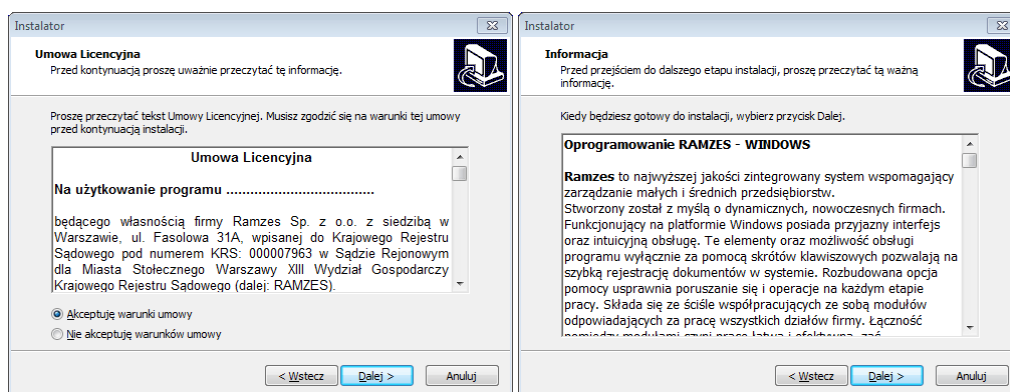 Instalator
Umowa Licencyjna
Przed kontynuacją proszę uważnie przeczytać tę informację.
Proszę przeczytać tekst Umowy Licencyjnej. Musisz zgodzić się na warunki tej umowy
przed kontynuacją instalacji.
Umowa Licencyjna
Na użytkowanie programu .....................................
będącego własnością firmy Ramzes Sp. z o.o. z siedzibą w
Warszawie, ul. Fasolowa 31A, wpisanej do Krajowego Rejestru
Sądowego pod numerem KRS: 000007963 w Sądzie Rejonowym
dla Miasta Stołecznego Warszawy XIII Wydział Gospodarczy
Krajowego Rejestru Sądowego (dalej: RAMZES).
Akceptuję warunki umowy
Nie akceptuję warunków umowy
< Wstecz
Dalej >
Anuluj
Instalator
Informacja
Przed przejściem do dalszego etapu instalacji, proszę przeczytać tą ważną
informację.
Kiedy będziesz gotowy do instalacji, wybierz przycisk Dalej.
Oprogramowanie RAMZES - WINDOWS
Ramzes to najwyższej jakości zintegrowany system wspomagający
zarządzanie małych i średnich przedsiębiorstw.
Stworzony został z myślą o dynamicznych, nowoczesnych firmach.
Funkcjonujący na platformie Windows posiada przyjazny interfejs
oraz intuicyjną obsługę. Te elementy oraz możliwość obsługi
programu wyłącznie za pomocą skrótów klawiszowych pozwalają na
szybką rejestrację dokumentów w systemie. Rozbudowana opcja
pomocy usprawnia poruszanie się i operacje na każdym etapie
pracy. Składa się ze ściśle współpracujących ze sobą modułów
odpowiadających za pracę wszystkich działów firmy. Łączność
pomiędzy modułami czyni pracę łatwą i efektywną, zaś
< Wstecz
Dalej >
Anuluj